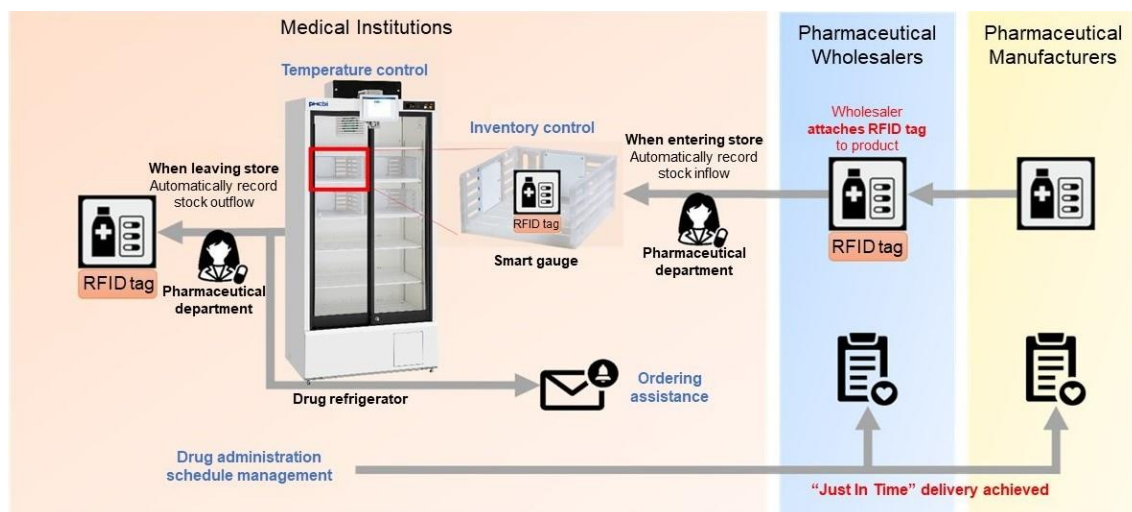 Medical Institutions
Pharmaceutical
Wholesalers
Pharmaceutical
Manufacturers
Temperature control
Inventory control
When entering store
Automatically record
stock inflow
Wholesaler
attaches RFID tag
to product
When leaving store
Automatically record
stock outflow
RFID tag
Pharmaceutical
department
RFID tag
Smart gauge
Pharmaceutical
department
RFID tag
Drug refrigerator
Ordering
assistance
Drug administration
schedule management
“Just In Time” delivery achieved